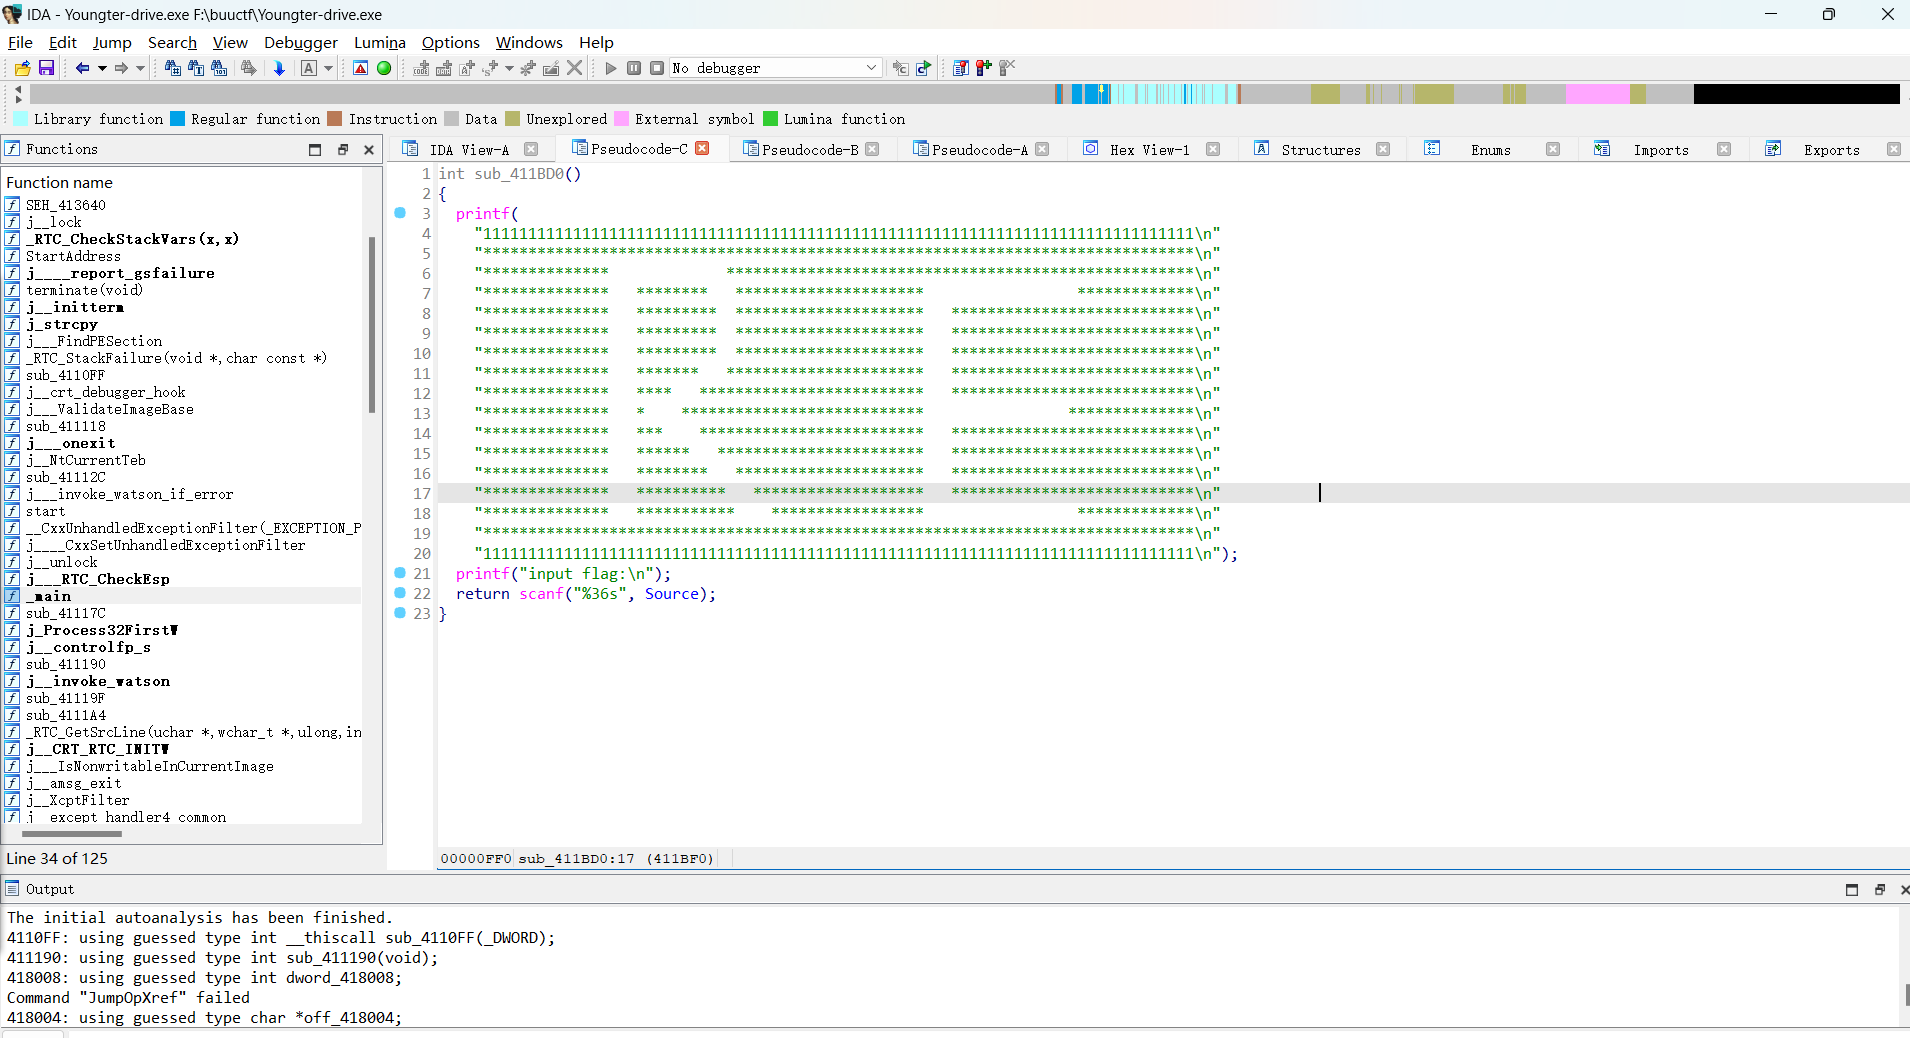 IDA - Youngter-drive.exe F:\buuctf\Youngter-drive.exe
File Edit Jump Search View Debugger Lumina Options Windows Help
No debugger
Library function Regular function Instruction Data Unexplored External symbol Lumina function
Functions
IDA View-A Pseudocode-C Pseudocode-B Pseudocode-A Hex View-1 Structures Enums Imports Exports
Function name
SEH_413640
j__lock
_RTC_CheckStackVars(x,x)
StartAddress
j____report_gsfailure
terminate(void)
j__initterm
j_strcpy
j___FindPESection
_RTC_StackFailure(void *,char const *)
sub_4110FF
j__crt_debugger_hook
j___ValidateImageBase
sub_411118
j___onexit
j__NtCurrentTeb
sub_41112C
j___invoke_watson_if_error
start
__CxxUnhandledExceptionFilter(_EXCEPTION_P
j____CxxSetUnhandledExceptionFilter
j__unlock
j___RTC_CheckEsp
_main
sub_41117C
j_Process32FirstW
j__controlfp_s
sub_411190
j__invoke_watson
sub_41119F
sub_4111A4
_RTC_GetSrcLine(uchar *,wchar_t *,ulong,in
j__CRT_RTC_INITW
j___IsNonwritableInCurrentImage
j__amsg_exit
j__XcptFilter
j__except_handler4_common
Line 34 of 125
1 int sub_411BD0()
2 {
3 printf(
4 "1111111111111111111111111111111111111111111111111111111111111111111111111111111\n"
5 "*******************************************************************************\n"
6 "**************             ****************************************************\n"
7 "**************   ********   *********************                 *************\n"
8 "**************   *********  *********************   ***************************\n"
9 "**************   *********  *********************   ***************************\n"
10 "**************   *********  *********************   ***************************\n"
11 "**************   *******   **********************   ***************************\n"
12 "**************   ****   *************************   ***************************\n"
13 "**************   *    ***************************                **************\n"
14 "**************   ***    *************************   ***************************\n"
15 "**************   ******   ***********************   ***************************\n"
16 "**************   ********   *********************   ***************************\n"
17 "**************   **********   *******************   ***************************\n"
18 "**************   ***********    *****************                 *************\n"
19 "*******************************************************************************\n"
20 "1111111111111111111111111111111111111111111111111111111111111111111111111111111\n");
21 printf("input flag:\n");
22 return scanf("%36s", Source);
23 }
00000FF0 sub_411BD0:17 (411BF0)
Output
The initial autoanalysis has been finished.
4110FF: using guessed type int __thiscall sub_4110FF(_DWORD);
411190: using guessed type int sub_411190(void);
418008: using guessed type int dword_418008;
Command "JumpOpXref" failed
418004: using guessed type char *off_418004;